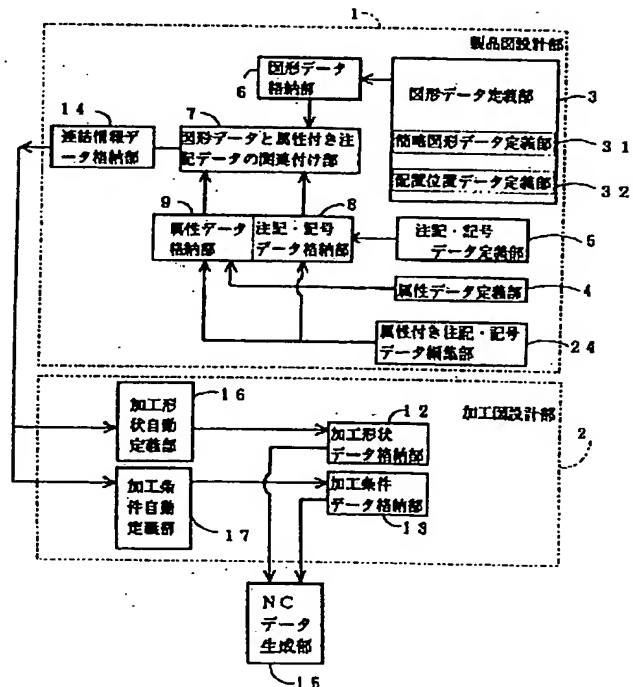 1
製品図設計部
図形データ
格納部
6
図形データ定義部
3
簡略図形データ定義部
31
配置位置データ定義部
32
14
連結情報デ
ータ格納部
7
図形データと属性付き注
記データの関連付け部
9
8
属性データ
格納部
注記・記号
データ格納部
注記・記号
データ定義部
5
属性データ定義部
4
属性付き注記・記号
データ編集部
24
加工図設計部
2
加工形
状自動
定義部
16
12
加工形状
データ格納部
加工条
件自動
定義部
17
加工条件
データ格納部
13
NC
データ
生成部
15